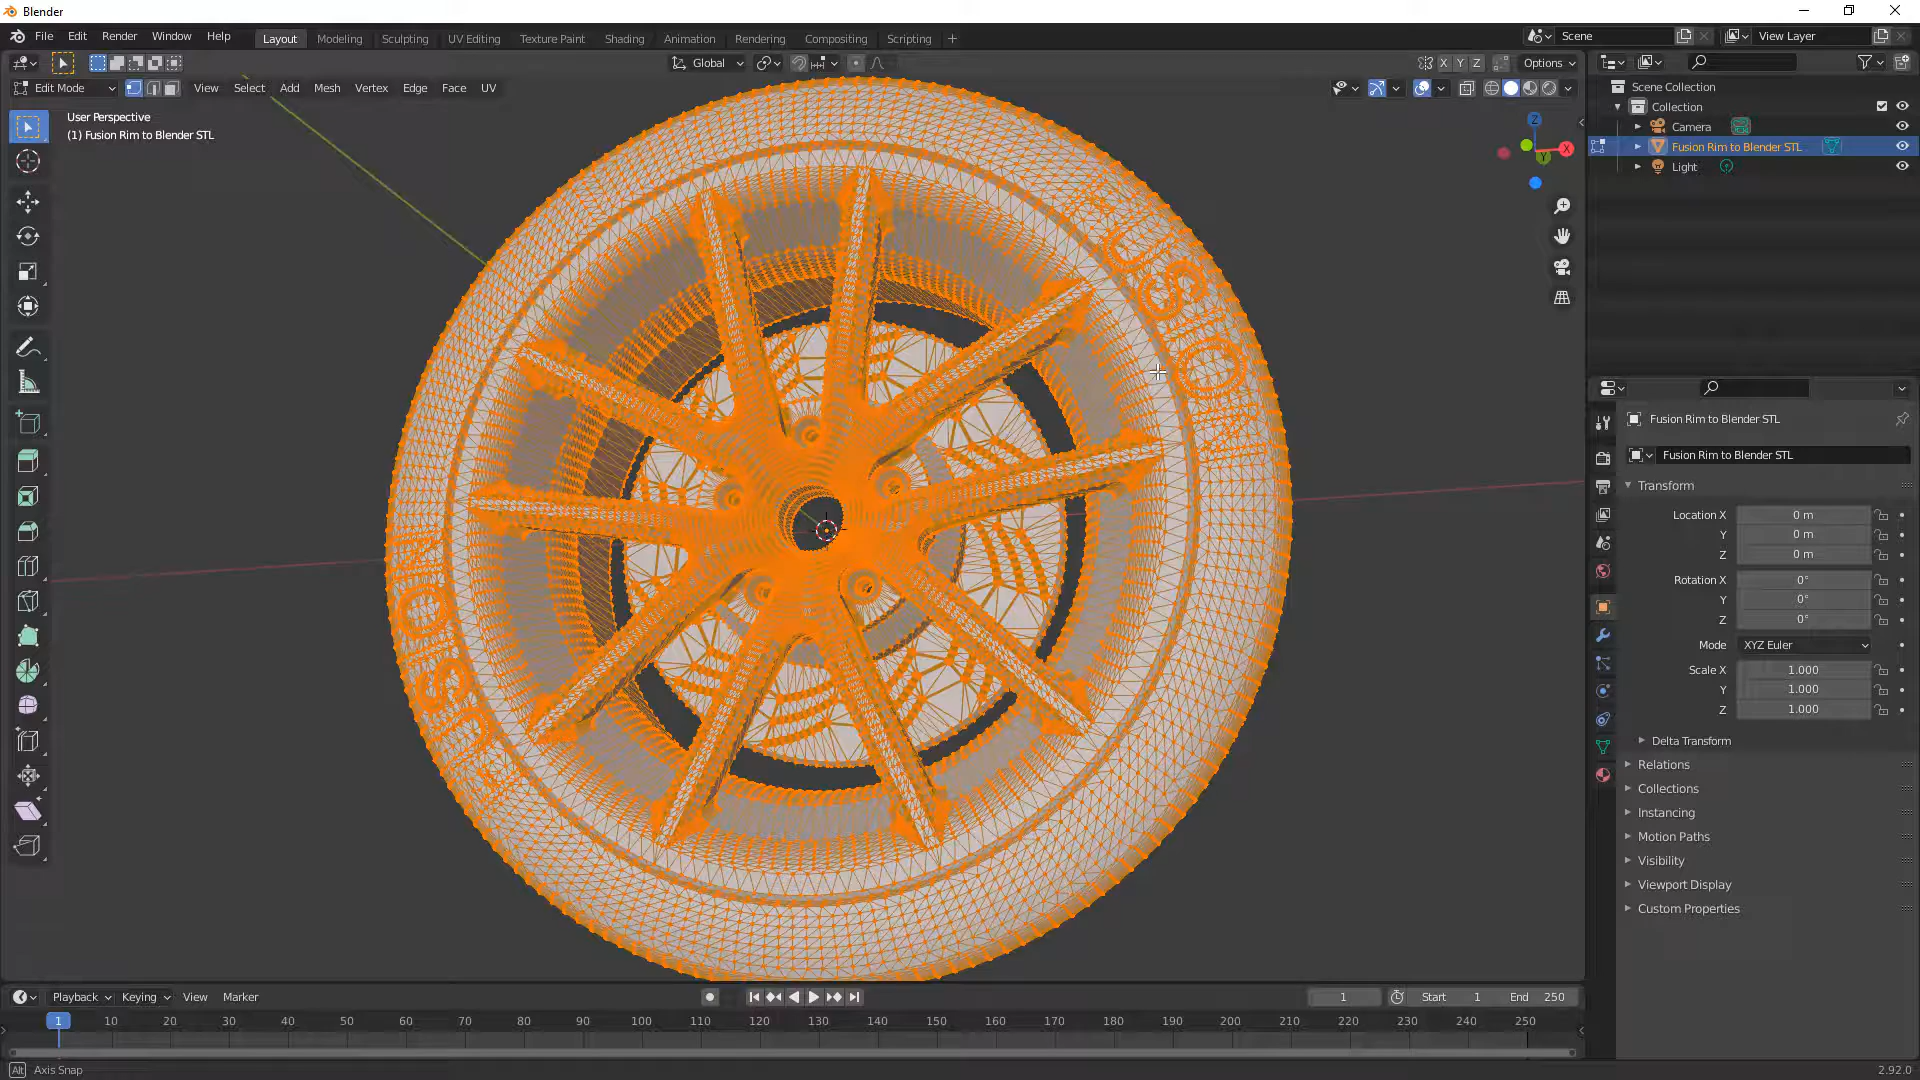 Blender
File Edit Render Window Help Layout Modeling Sculpting UV Editing Texture Paint Shading Animation Rendering Compositing Scripting + Scene View Layer
Global X Y Z Options
Edit Mode View Select Add Mesh Vertex Edge Face UV
User Perspective
(1) Fusion Rim to Blender STL
Z
X
Y
FUSION
FUSION
Scene Collection
Collection
Camera
Fusion Rim to Blender STL
Light
Fusion Rim to Blender STL
Fusion Rim to Blender STL
Transform
Location X 0 m
Y 0 m
Z 0 m
Rotation X 0°
Y 0°
Z 0°
Mode XYZ Euler
Scale X 1.000
Y 1.000
Z 1.000
Delta Transform
Relations
Collections
Instancing
Motion Paths
Visibility
Viewport Display
Custom Properties
Playback Keying View Marker 1 Start 1 End 250
1 10 20 30 40 50 60 70 80 90 100 110 120 130 140 150 160 170 180 190 200 210 220 230 240 250
Alt Axis Snap 2.92.0